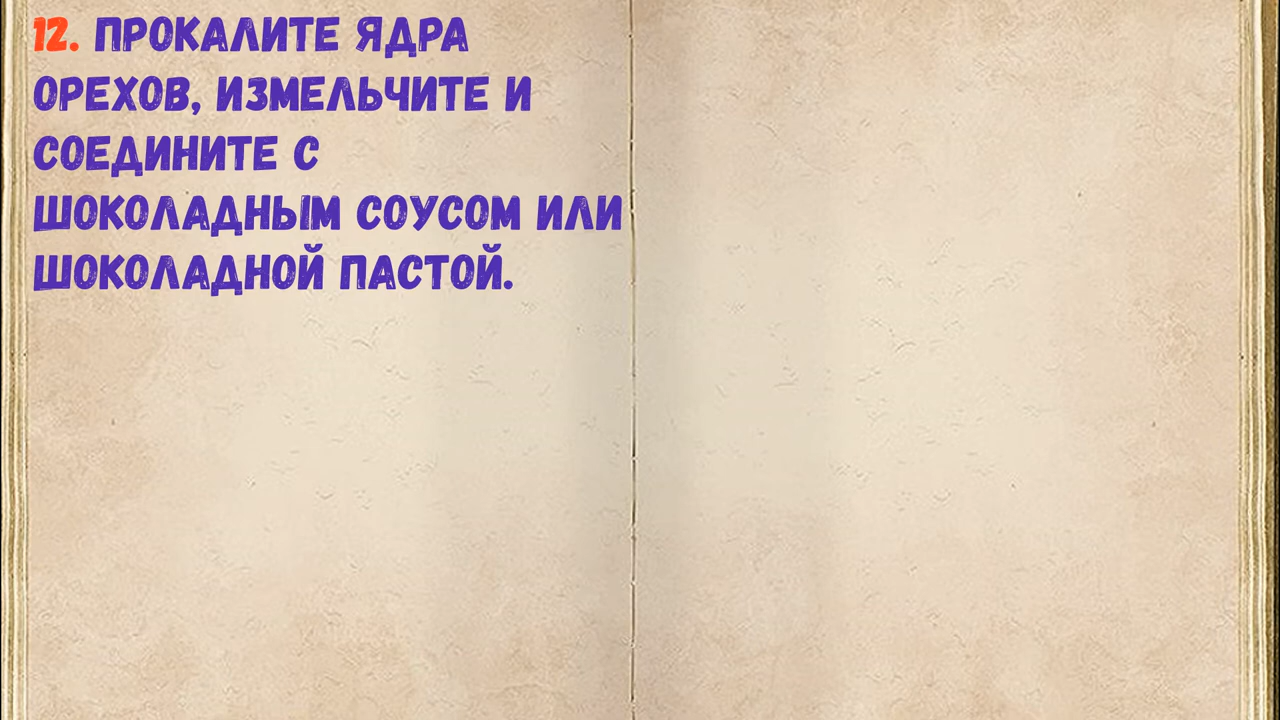 12. ПРОКАЛИТЕ ЯДРА
ОРЕХОВ, ИЗМЕЛЬЧИТЕ И
СОЕДИНИТЕ С
ШОКОЛАДНЫМ СОУСОМ ИЛИ
ШОКОЛАДНОЙ ПАСТОЙ.